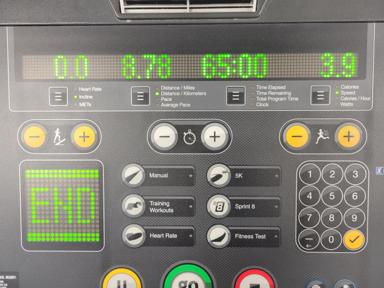 0.0 8.78 65:00 3.9
Heart Rate
Incline
METs
Distance / Miles
Distance / Kilometers
Pace
Average Pace
Time Elapsed
Time Remaining
Total Program Time
Clock
Calories
Speed
Calories / Hour
Watts
END
Manual
5K
Training
Workouts
Sprint 8
Heart Rate
Fitness Test
1 2 3
4 5 6
7 8 9
0
GO